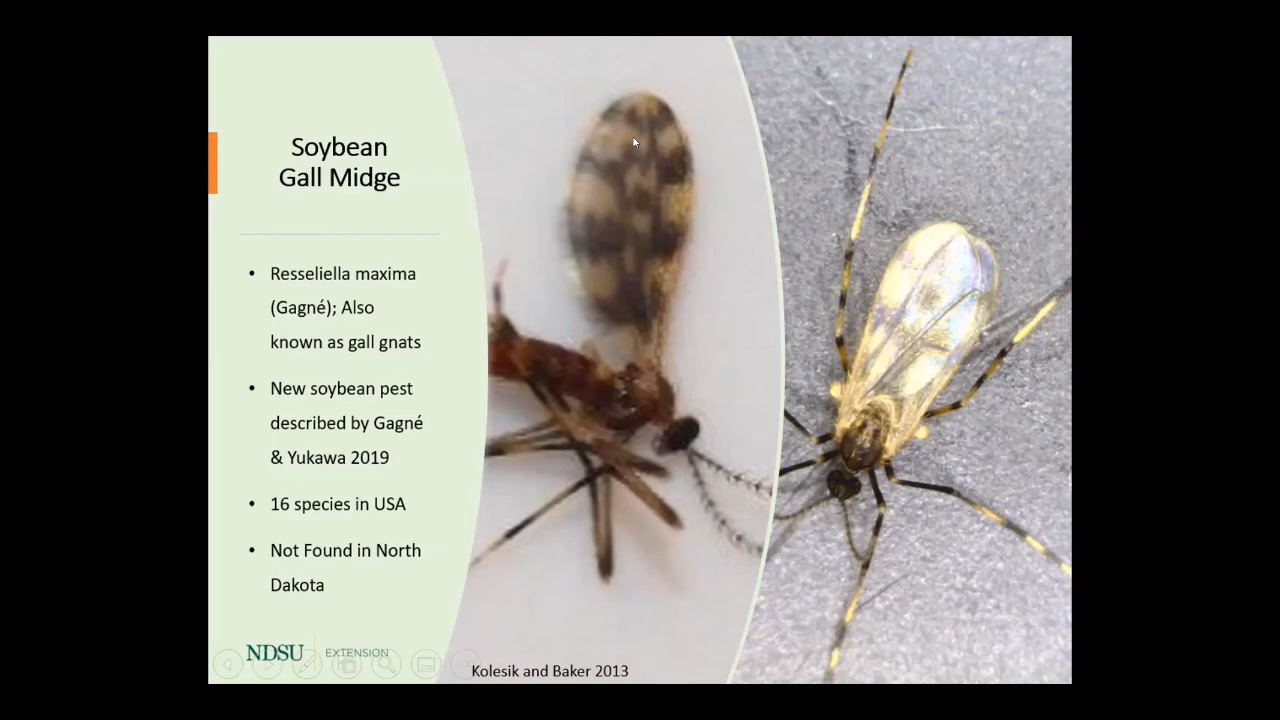 Soybean
Gall Midge
• Resseliella maxima
(Gagné); Also
known as gall gnats
• New soybean pest
described by Gagné
& Yukawa 2019
• 16 species in USA
• Not Found in North
Dakota
NDSU EXTENSION
Kolesik and Baker 2013